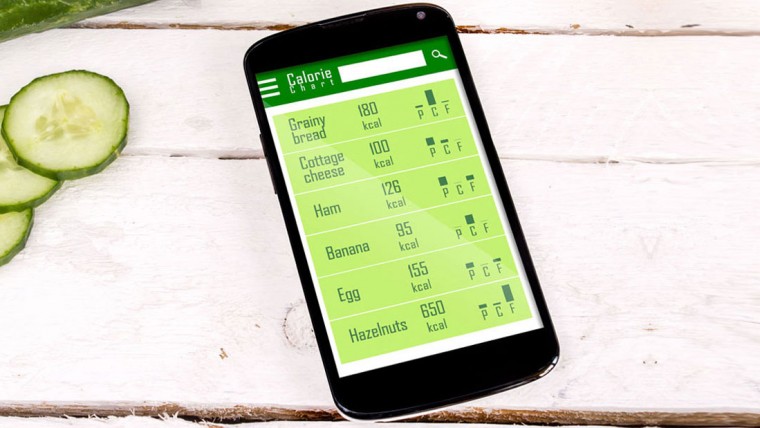 Calorie
Chart
Grainy
bread
180
kcal
P C F
Cottage
cheese
100
kcal
P C F
Ham
126
kcal
P C F
Banana
95
kcal
P C F
Egg
155
kcal
P C F
Hazelnuts
650
kcal
P C F